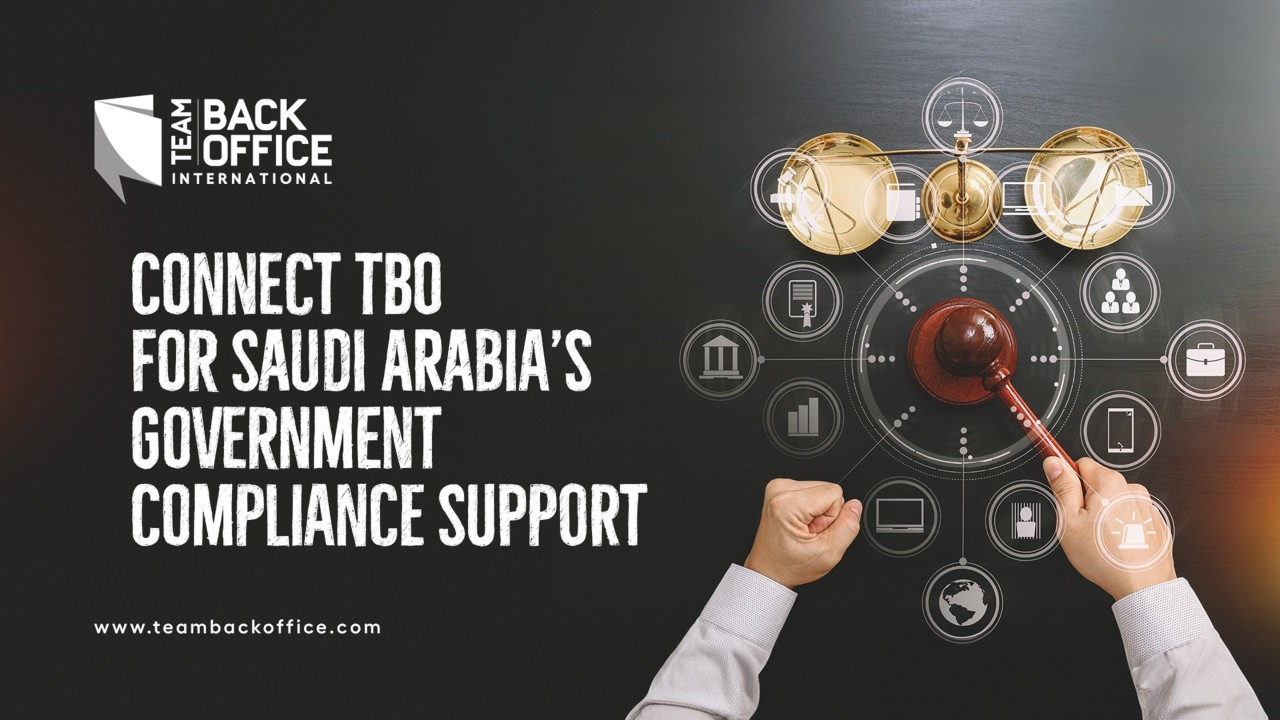 TEAM
BACK
OFFICE
INTERNATIONAL
CONNECT TBO
FOR SAUDI ARABIA'S
GOVERNMENT
COMPLIANCE SUPPORT
www.teambackoffice.com